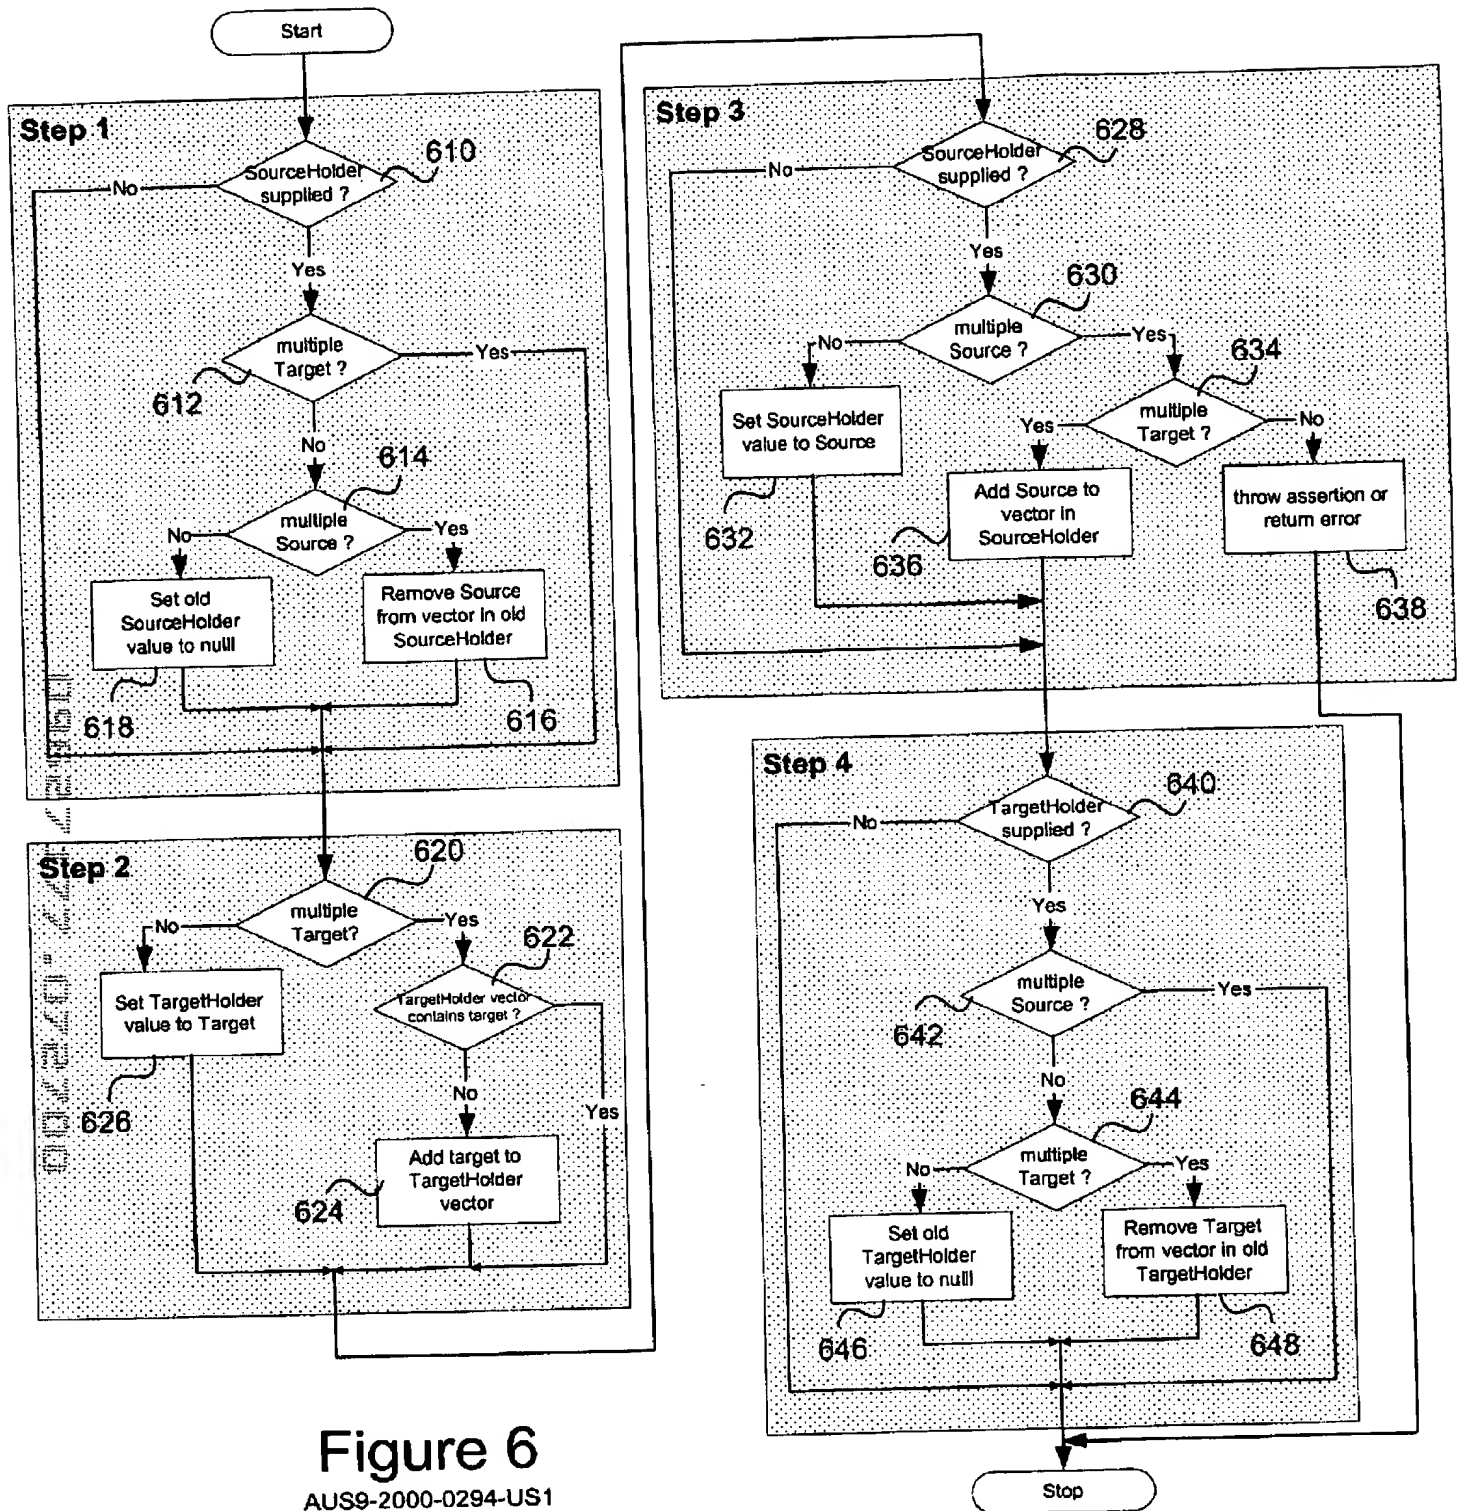 Start
Step 1
SourceHolder
supplied ?
610
No
Yes
multiple
Target ?
612
Yes
No
614
multiple
Source ?
No
Yes
Set old
SourceHolder
value to null
Remove Source
from vector in old
SourceHolder
618
616
Step 2
620
multiple
Target?
No
Yes
622
Set TargetHolder
value to Target
TargetHolder vector
contains target ?
626
No
Yes
Add target to
TargetHolder
vector
624
Step 3
SourceHolder
supplied ?
628
No
Yes
630
multiple
Source ?
No
Yes
634
Set SourceHolder
value to Source
multiple
Target ?
Yes
No
632
Add Source to
vector in
SourceHolder
636
throw assertion or
return error
638
Step 4
TargetHolder
supplied ?
640
No
Yes
multiple
Source ?
642
Yes
No
644
multiple
Target ?
No
Yes
Set old
TargetHolder
value to null
Remove Target
from vector in old
TargetHolder
646
648
Stop
Figure 6
AUS9-2000-0294-US1